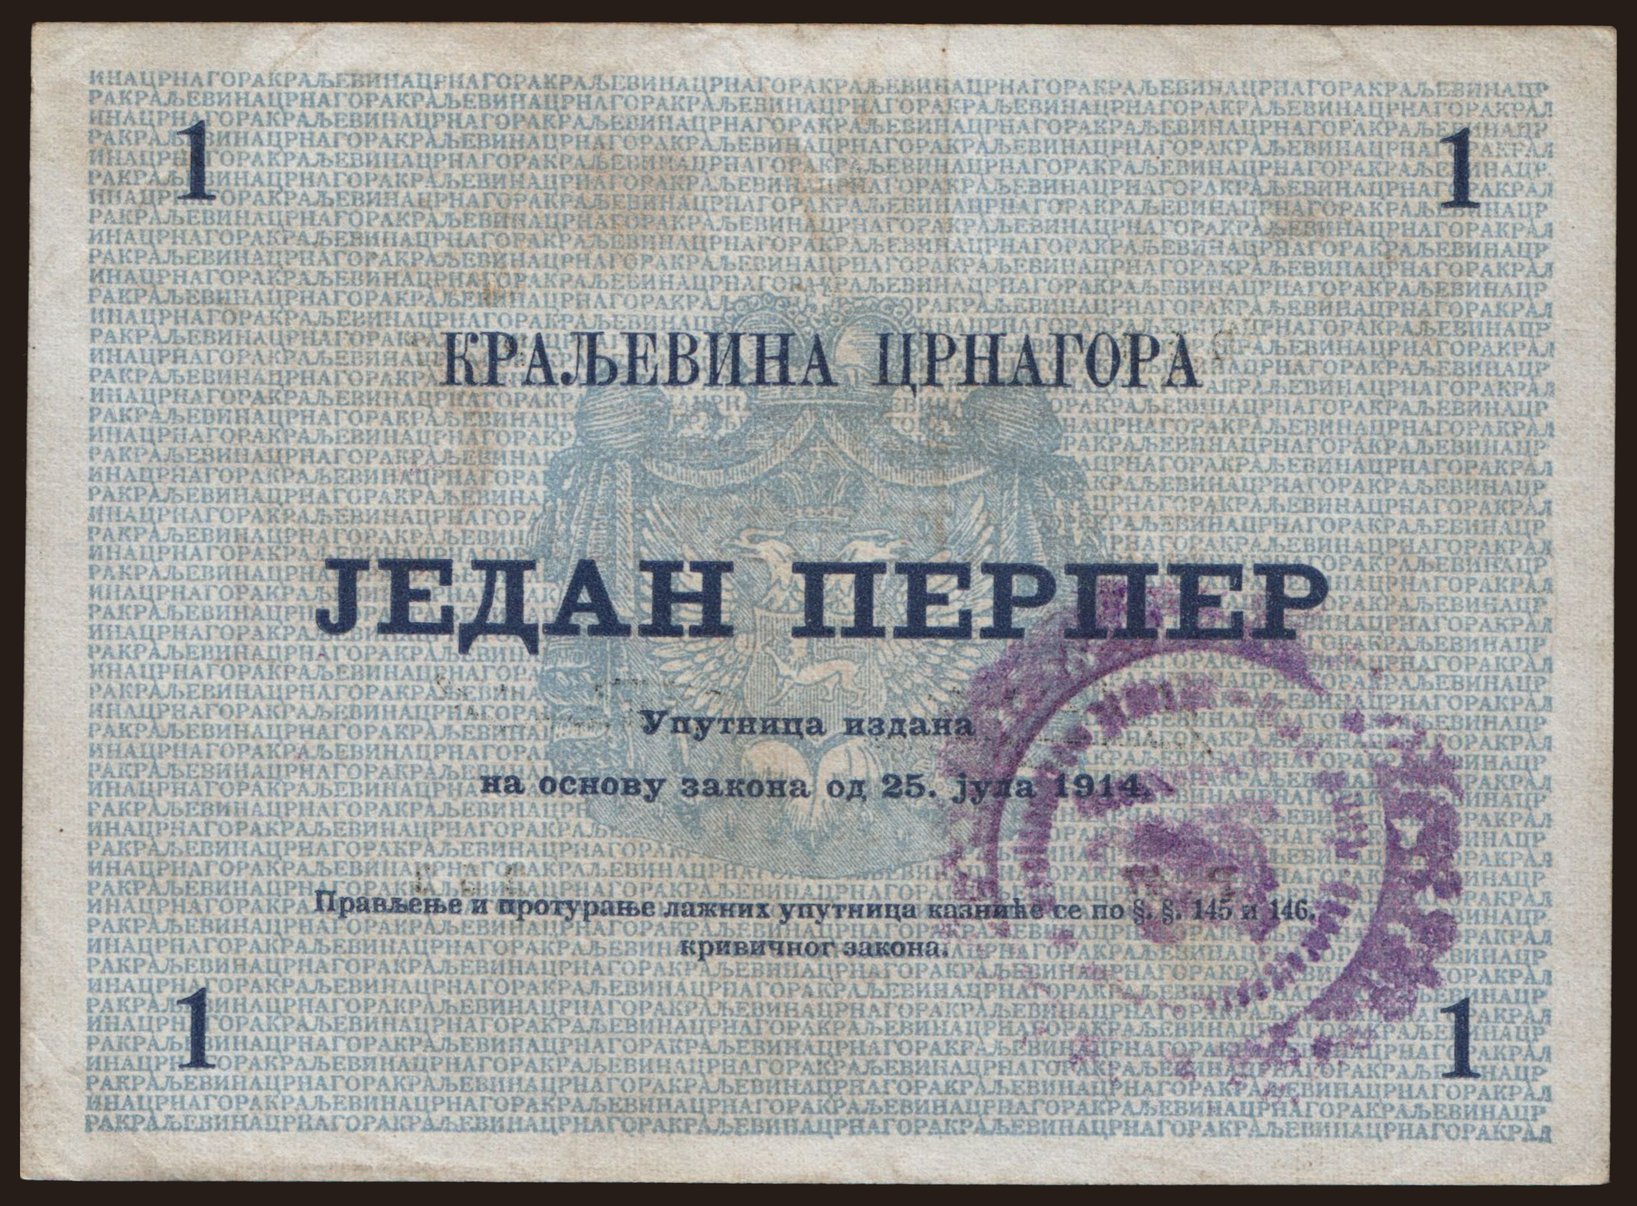 1 1
КРАЉЕВИНА ЦРНАГОРА
ЈЕДАН ПЕРПЕР
Упутница издана
на основу закона од 25. јула 1914.
Прављење и протурање лажних упутница казниће се по §. §. 145 и 146.
кривичног закона.
1 1